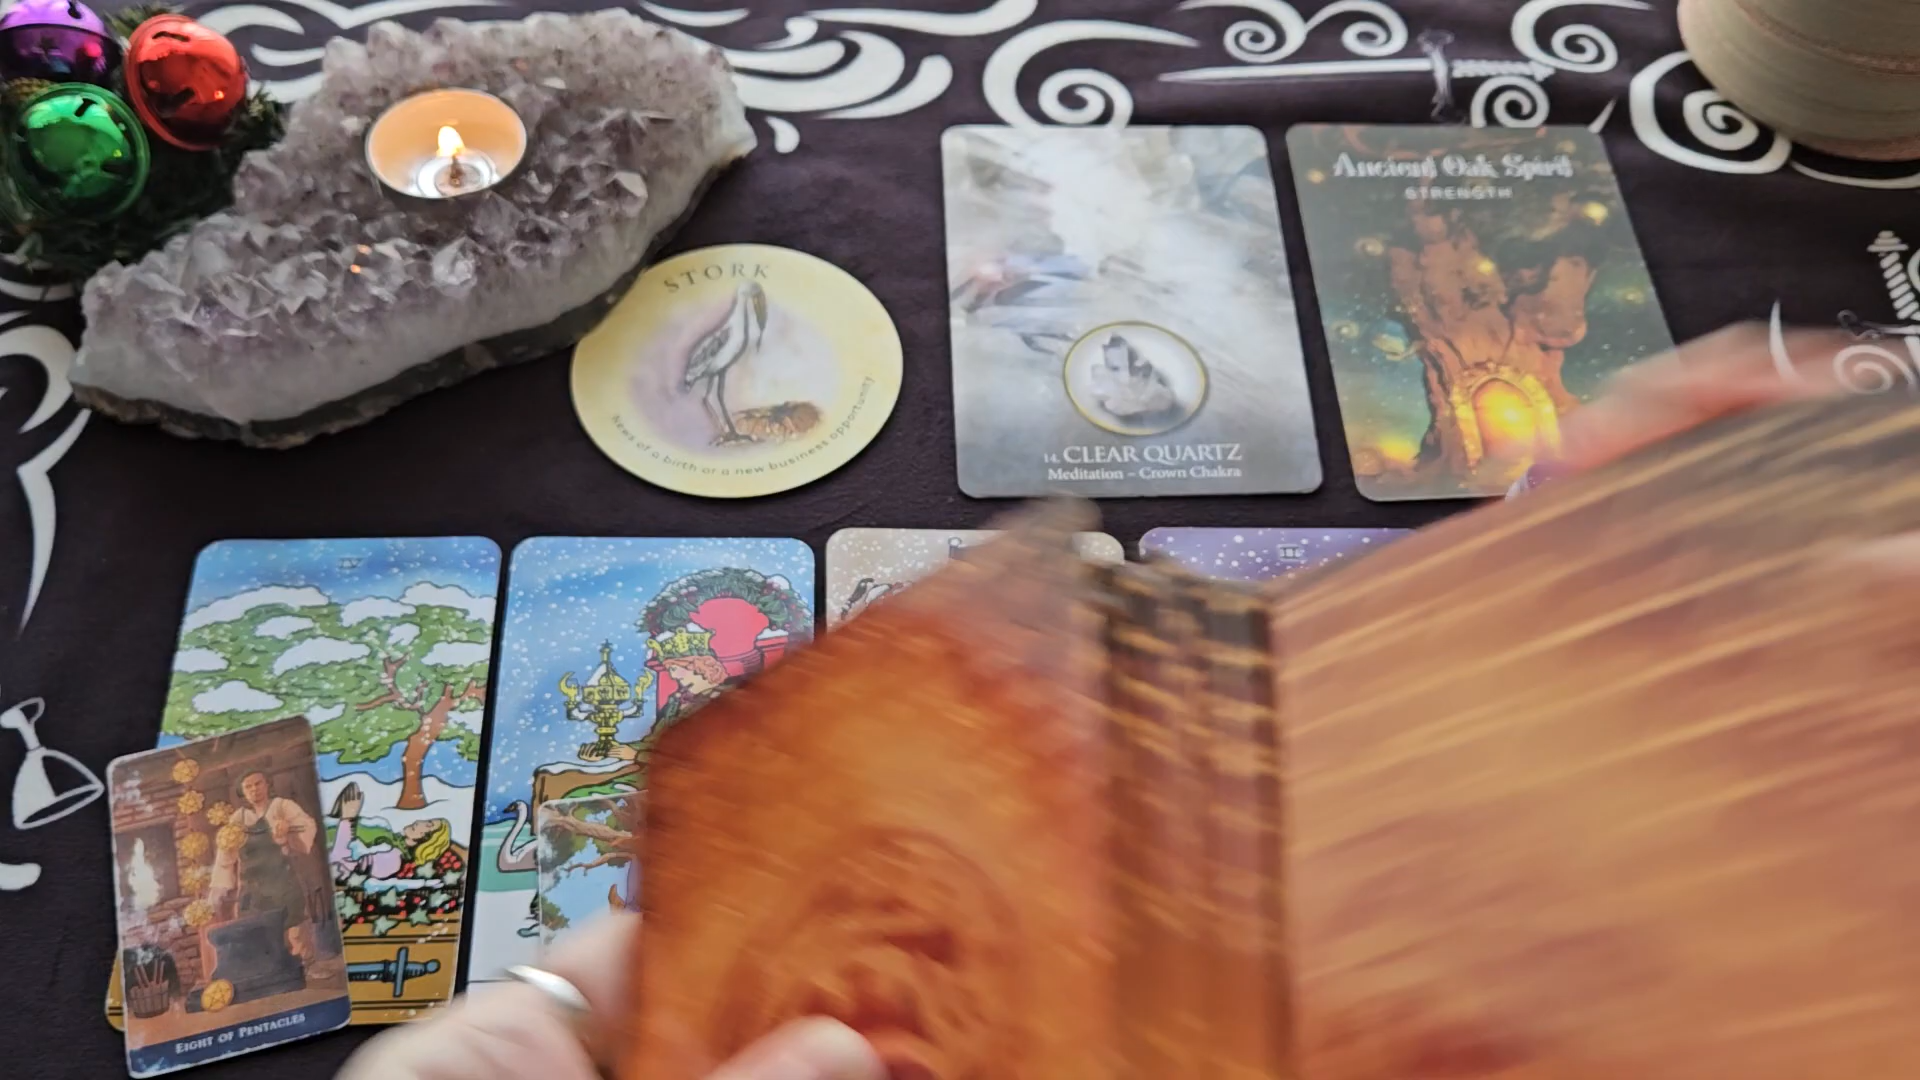 STORK
News of a birth or a new business opportunity
14. CLEAR QUARTZ
Meditation – Crown Chakra
Ancient Oak Spirit
STRENGTH
EIGHT OF PENTACLES